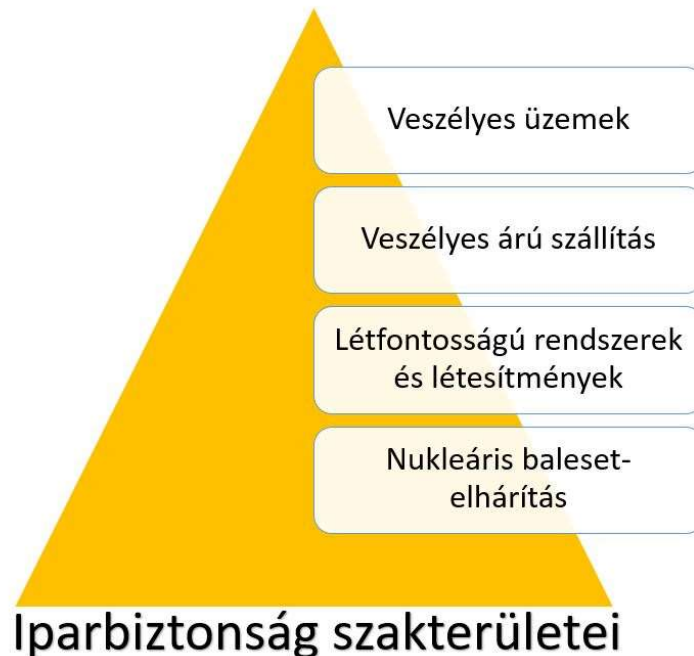 Veszélyes üzemek
Veszélyes árú szállítás
Létfontosságú rendszerek
és létesítmények
Nukleáris baleset-
elhárítás
Iparbiztonság szakterületei